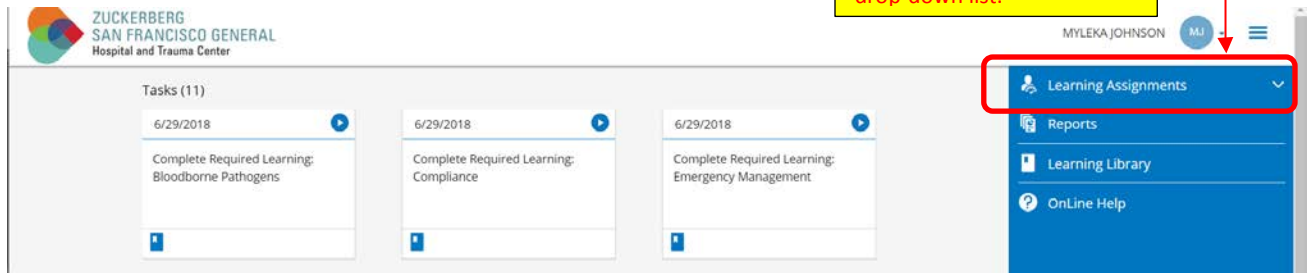 drop down list.
ZUCKERBERG
SAN FRANCISCO GENERAL
Hospital and Trauma Center
MYLEKA JOHNSON
MJ
Tasks (11)
6/29/2018
Complete Required Learning:
Bloodborne Pathogens
6/29/2018
Complete Required Learning:
Compliance
6/29/2018
Complete Required Learning:
Emergency Management
Learning Assignments
Reports
Learning Library
OnLine Help